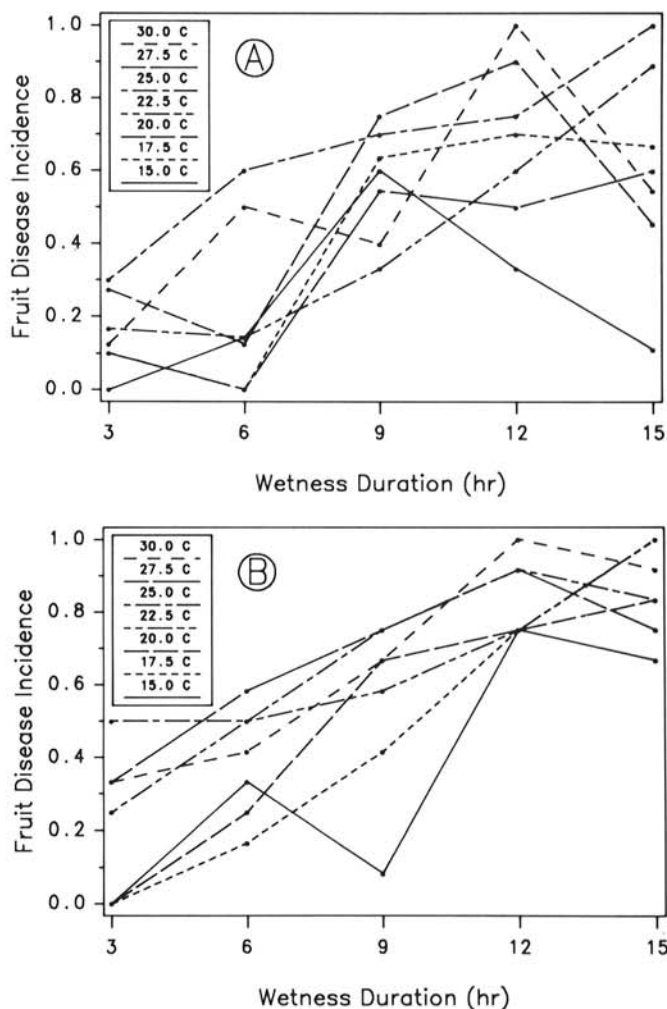 1.0
0.8
0.6
0.4
0.2
0.0
Fruit Disease Incidence
30.0 C
27.5 C
25.0 C
22.5 C
20.0 C
17.5 C
15.0 C
A
3 6 9 12 15
Wetness Duration (hr)
1.0
0.8
0.6
0.4
0.2
0.0
Fruit Disease Incidence
30.0 C
27.5 C
25.0 C
22.5 C
20.0 C
17.5 C
15.0 C
B
3 6 9 12 15
Wetness Duration (hr)